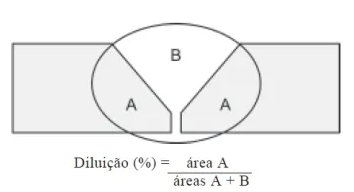 B
A A
Diluição (%) = área A
áreas A + B